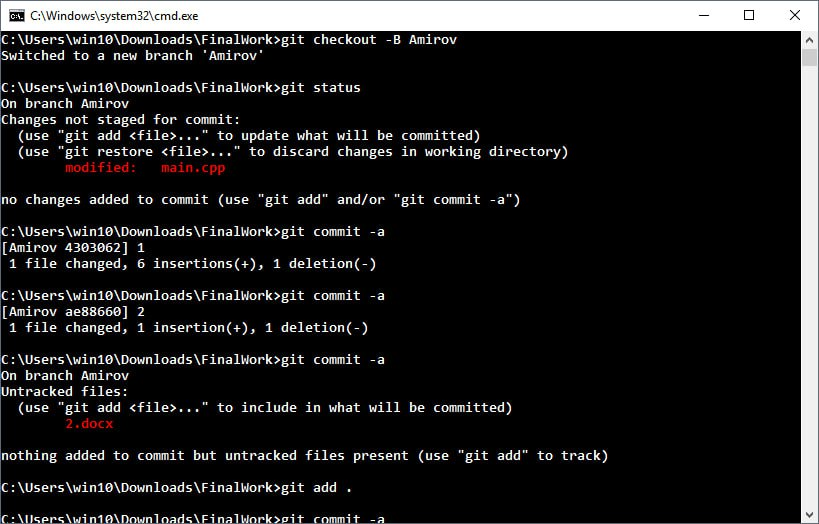 C:\Windows\system32\cmd.exe
C:\Users\win10\Downloads\FinalWork>git checkout -B Amirov
Switched to a new branch 'Amirov'
C:\Users\win10\Downloads\FinalWork>git status
On branch Amirov
Changes not staged for commit:
  (use "git add <file>..." to update what will be committed)
  (use "git restore <file>..." to discard changes in working directory)
        modified:   main.cpp
no changes added to commit (use "git add" and/or "git commit -a")
C:\Users\win10\Downloads\FinalWork>git commit -a
[Amirov 4303062] 1
 1 file changed, 6 insertions(+), 1 deletion(-)
C:\Users\win10\Downloads\FinalWork>git commit -a
[Amirov ae88660] 2
 1 file changed, 1 insertion(+), 1 deletion(-)
C:\Users\win10\Downloads\FinalWork>git commit -a
On branch Amirov
Untracked files:
  (use "git add <file>..." to include in what will be committed)
        2.docx
nothing added to commit but untracked files present (use "git add" to track)
C:\Users\win10\Downloads\FinalWork>git add .
C:\Users\win10\Downloads\FinalWork>git commit -a